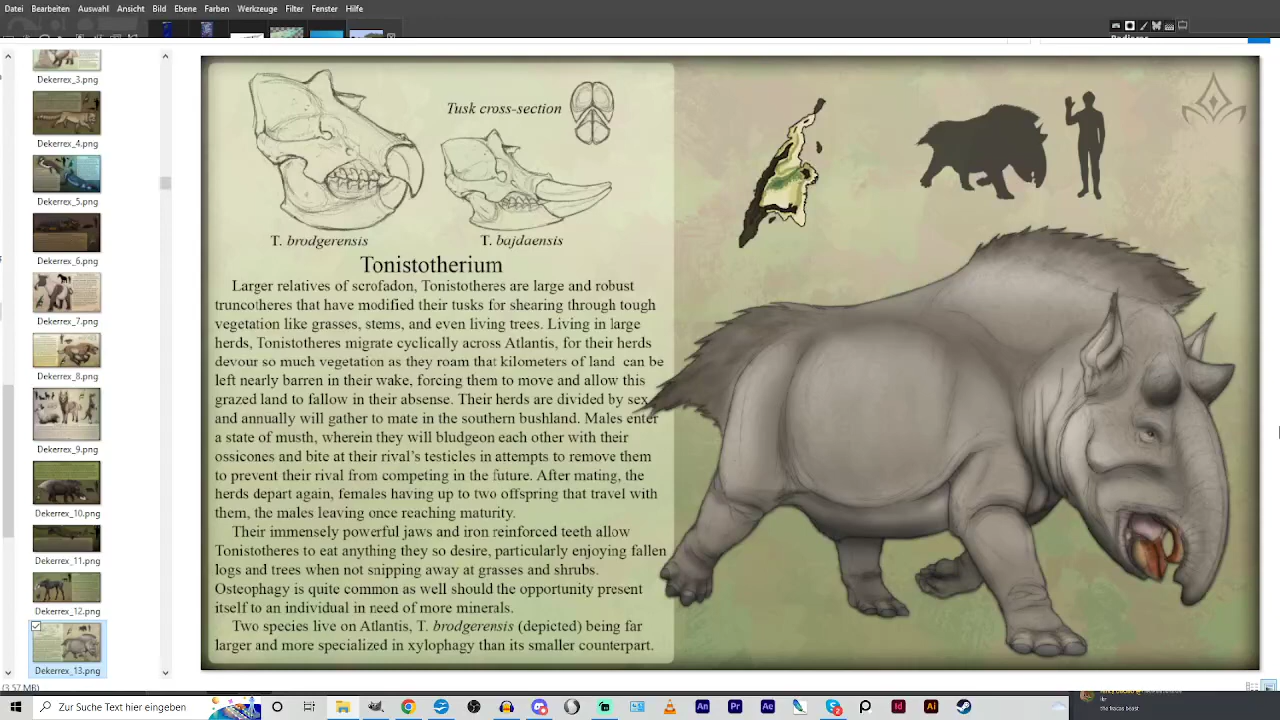 Datei Bearbeiten Auswahl Ansicht Bild Ebene Farben Werkzeuge Filter Fenster Hilfe
Dekerrex_3.png
Dekerrex_4.png
Dekerrex_5.png
Dekerrex_6.png
Dekerrex_7.png
Dekerrex_8.png
Dekerrex_9.png
Dekerrex_10.png
Dekerrex_11.png
Dekerrex_12.png
Dekerrex_13.png
(3,57 MB)
Tusk cross-section
T. brodgerensis
T. bajdaensis
Tonistotherium
Larger relatives of scrofadon, Tonistotheres are large and robust
truncotheres that have modified their tusks for shearing through tough
vegetation like grasses, stems, and even living trees. Living in large
herds, Tonistotheres migrate cyclically across Atlantis, for their herds
devour so much vegetation as they roam that kilometers of land can be
left nearly barren in their wake, forcing them to move and allow this
grazed land to fallow in their absense. Their herds are divided by sex,
and annually will gather to mate in the southern bushland. Males enter
a state of musth, wherein they will bludgeon each other with their
ossicones and bite at their rival's testicles in attempts to remove them
to prevent their rival from competing in the future. After mating, the
herds depart again, females having up to two offspring that travel with
them, the males leaving once reaching maturity.
Their immensely powerful jaws and iron reinforced teeth allow
Tonistotheres to eat anything they so desire, particularly enjoying fallen
logs and trees when not snipping away at grasses and shrubs.
Osteophagy is quite common as well should the opportunity present
itself to an individual in need of more minerals.
Two species live on Atlantis, T. brodgerensis (depicted) being far
larger and more specialized in xylophagy than its smaller counterpart.
Zur Suche Text hier eingeben
An
Pr
Ae
Id
Ai
the fracas beast